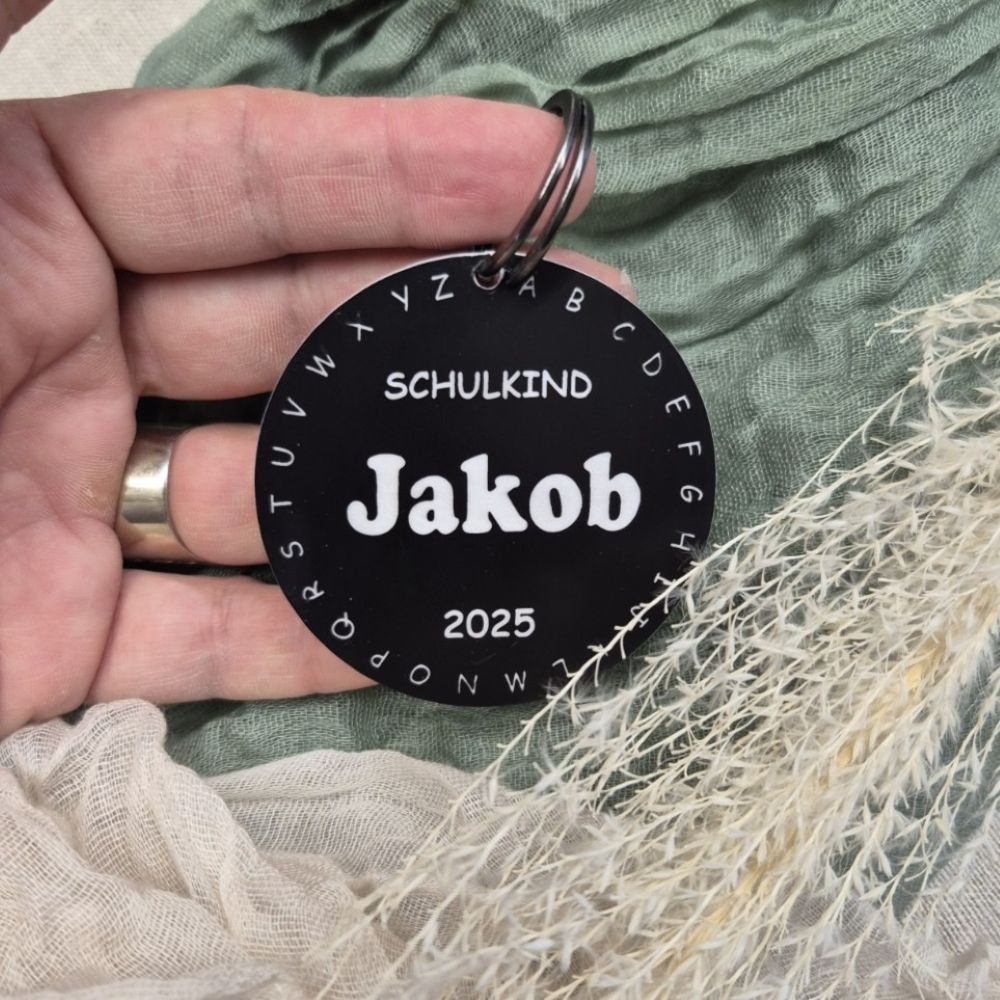 SCHULKIND
Jakob
2025
A B C D E F G H I J L M N O P Q R S T U V W X Y Z